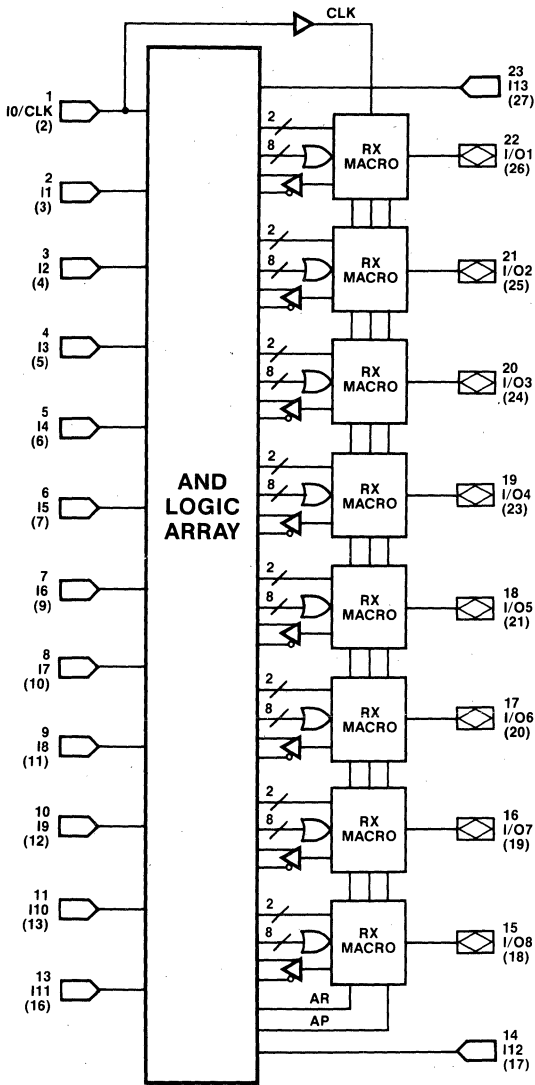 CLK
1
I0/CLK
(2)
2
I1
(3)
3
I2
(4)
4
I3
(5)
5
I4
(6)
6
I5
(7)
7
I6
(9)
8
I7
(10)
9
I8
(11)
10
I9
(12)
11
I10
(13)
13
I11
(16)
AND
LOGIC
ARRAY
23
I13
(27)
2
8
RX
MACRO
22
I/O1
(26)
2
8
RX
MACRO
21
I/O2
(25)
2
8
RX
MACRO
20
I/O3
(24)
2
8
RX
MACRO
19
I/O4
(23)
2
8
RX
MACRO
18
I/O5
(21)
2
8
RX
MACRO
17
I/O6
(20)
2
8
RX
MACRO
16
I/O7
(19)
2
8
RX
MACRO
15
I/O8
(18)
AR
AP
14
I12
(17)